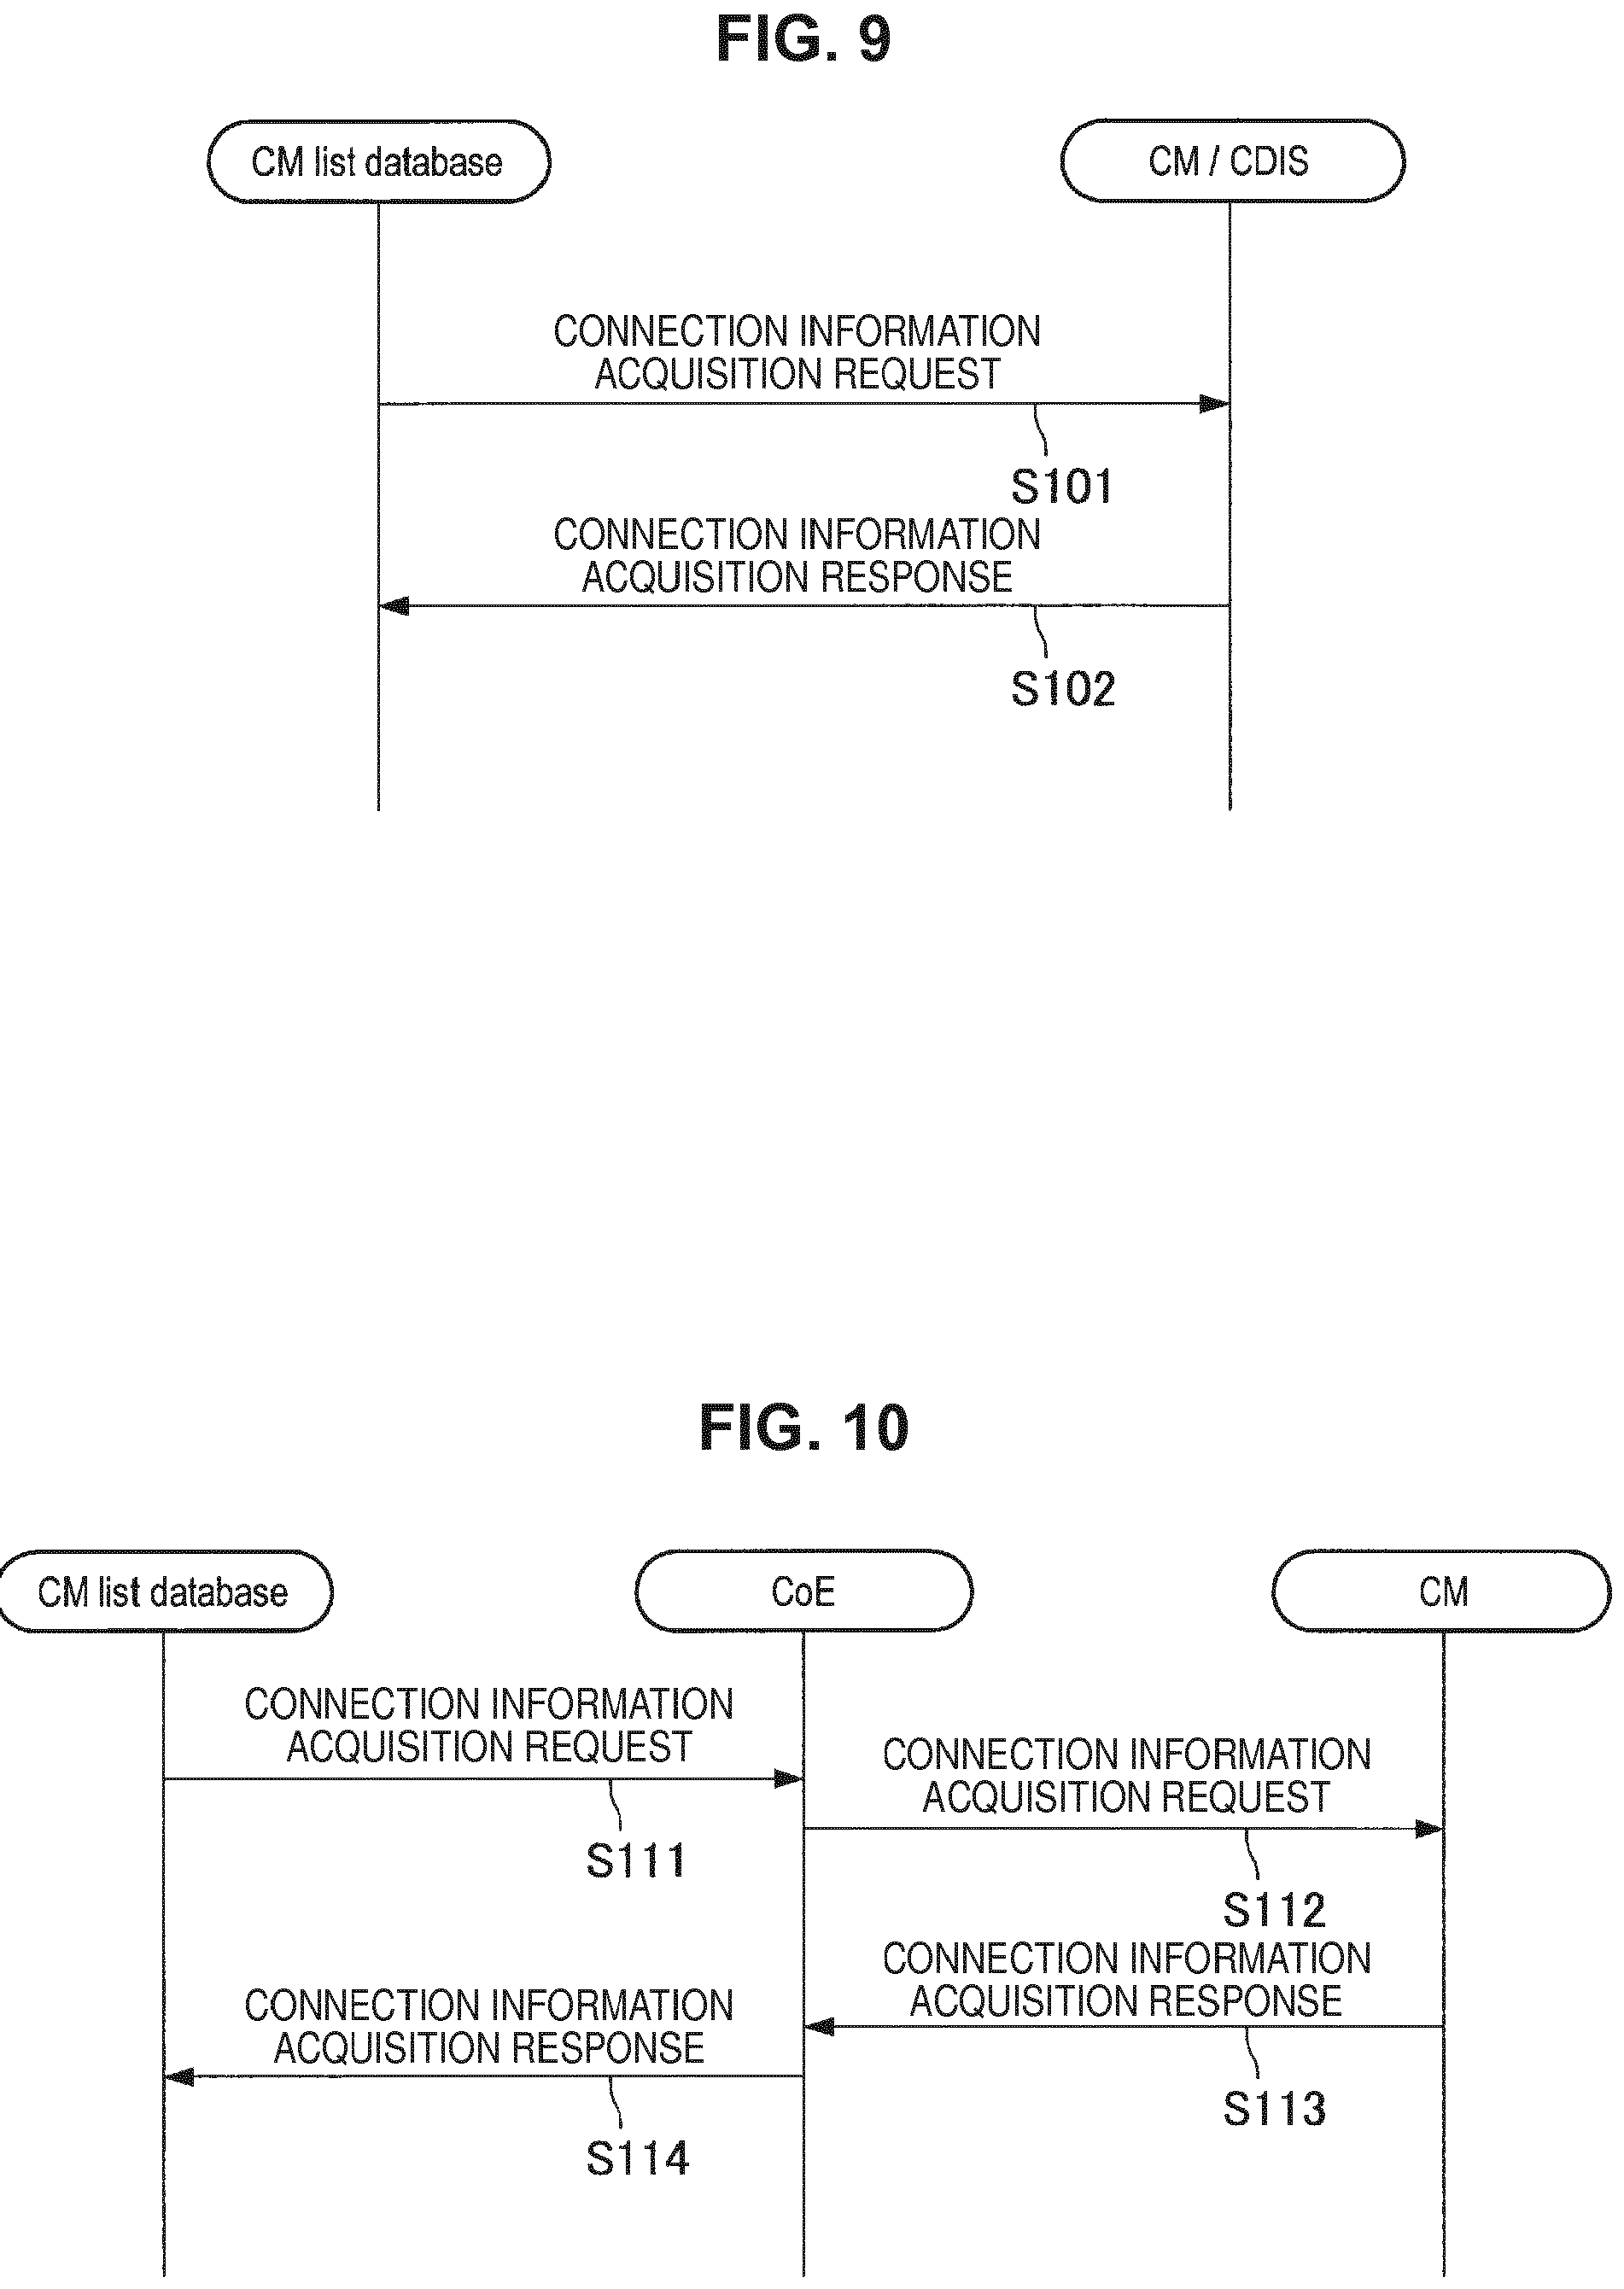 FIG. 9
CM list database
CM / CDIS
CONNECTION INFORMATION
ACQUISITION REQUEST
S101
CONNECTION INFORMATION
ACQUISITION RESPONSE
S102
FIG. 10
CM list database
CoE
CM
CONNECTION INFORMATION
ACQUISITION REQUEST
S111
CONNECTION INFORMATION
ACQUISITION REQUEST
S112
CONNECTION INFORMATION
ACQUISITION RESPONSE
S113
CONNECTION INFORMATION
ACQUISITION RESPONSE
S114